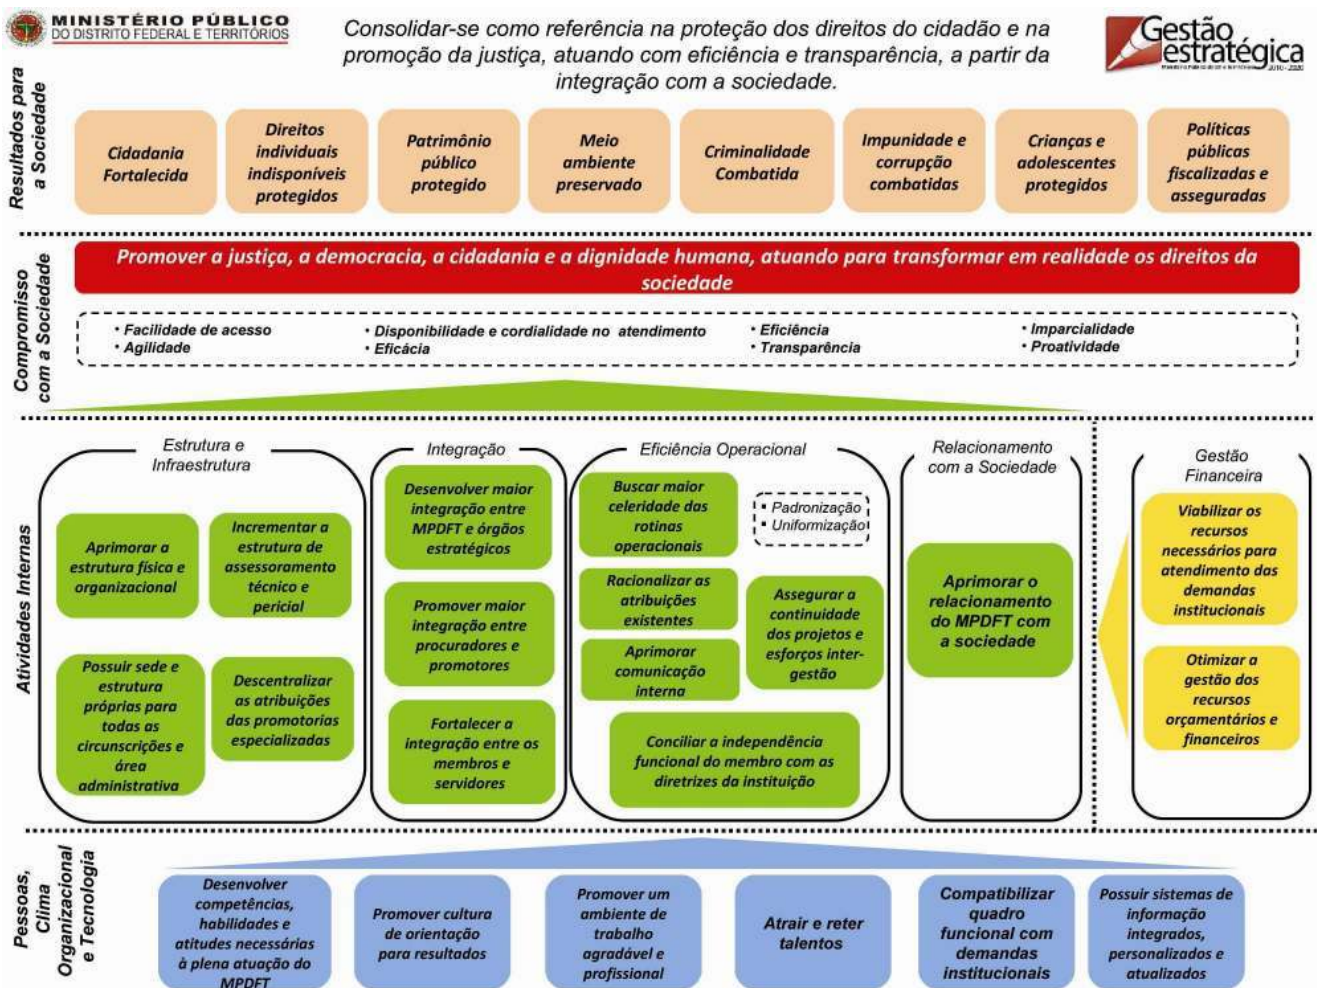 MINISTÉRIO PÚBLICO
DO DISTRITO FEDERAL E TERRITÓRIOS
Consolidar-se como referência na proteção dos direitos do cidadão e na
promoção da justiça, atuando com eficiência e transparência, a partir da
integração com a sociedade.
Gestão
estratégica
2010 - 2020
Resultados para
a Sociedade
Cidadania
Fortalecida
Direitos
individuais
indisponíveis
protegidos
Patrimônio
público
protegido
Meio
ambiente
preservado
Criminalidade
Combatida
Impunidade e
corrupção
combatidas
Crianças e
adolescentes
protegidos
Políticas
públicas
fiscalizadas e
asseguradas
Compromisso
com a Sociedade
Promover a justiça, a democracia, a cidadania e a dignidade humana, atuando para transformar em realidade os direitos da
sociedade
• Facilidade de acesso
• Agilidade
• Disponibilidade e cordialidade no atendimento
• Eficácia
• Eficiência
• Transparência
• Imparcialidade
• Proatividade
Atividades Internas
Estrutura e
Infraestrutura
Aprimorar a
estrutura física e
organizacional
Incrementar a
estrutura de
assessoramento
técnico e
pericial
Possuir sede e
estrutura
próprias para
todas as
circunscrições e
área
administrativa
Descentralizar
as atribuições
das promotorias
especializadas
Integração
Desenvolver maior
integração entre
MPDFT e órgãos
estratégicos
Promover maior
integração entre
procuradores e
promotores
Fortalecer a
integração entre os
membros e
servidores
Eficiência Operacional
Buscar maior
celeridade das
rotinas
operacionais
▪ Padronização
▪ Uniformização
Racionalizar as
atribuições
existentes
Aprimorar
comunicação
interna
Assegurar a
continuidade
dos projetos e
esforços inter-
gestão
Conciliar a independência
funcional do membro com as
diretrizes da instituição
Relacionamento
com a Sociedade
Aprimorar o
relacionamento
do MPDFT com
a sociedade
Gestão
Financeira
Viabilizar os
recursos
necessários para
atendimento das
demandas
institucionais
Otimizar a
gestão dos
recursos
orçamentários e
financeiros
Pessoas,
Clima
Organizacional
e Tecnologia
Desenvolver
competências,
habilidades e
atitudes necessárias
à plena atuação do
MPDFT
Promover cultura
de orientação
para resultados
Promover um
ambiente de
trabalho
agradável e
profissional
Atrair e reter
talentos
Compatibilizar
quadro
funcional com
demandas
institucionais
Possuir sistemas de
informação
integrados,
personalizados e
atualizados